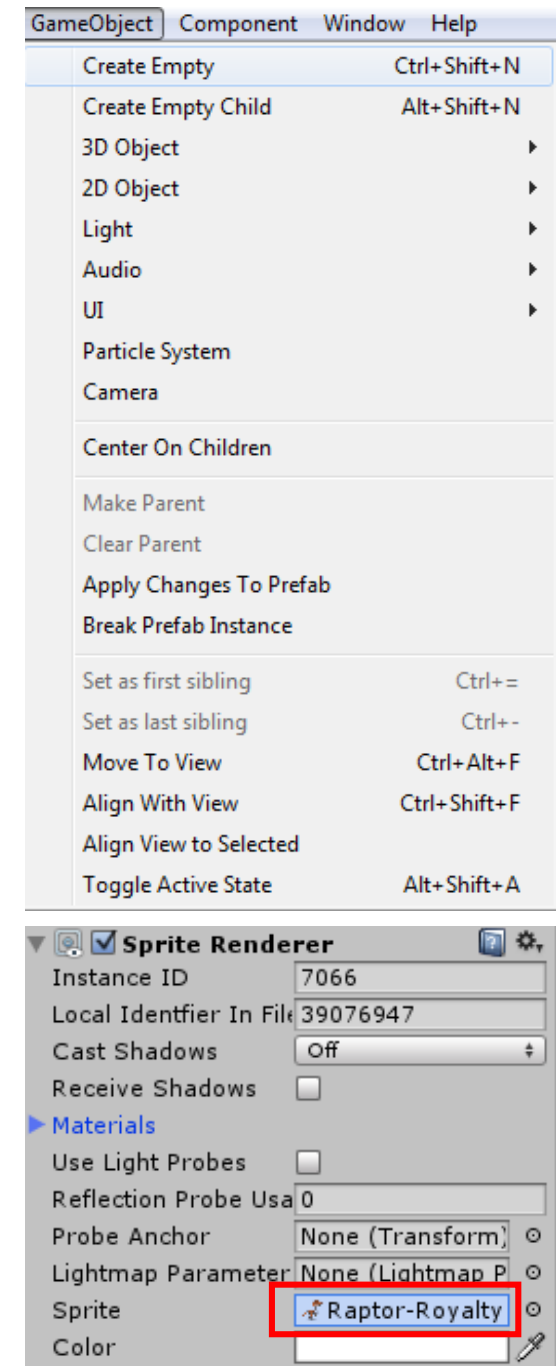 GameObject Component Window Help
Create Empty Ctrl+Shift+N
Create Empty Child Alt+Shift+N
3D Object
2D Object
Light
Audio
UI
Particle System
Camera
Center On Children
Make Parent
Clear Parent
Apply Changes To Prefab
Break Prefab Instance
Set as first sibling Ctrl+=
Set as last sibling Ctrl+-
Move To View Ctrl+Alt+F
Align With View Ctrl+Shift+F
Align View to Selected
Toggle Active State Alt+Shift+A
Sprite Renderer
Instance ID 7066
Local Identfier In File 39076947
Cast Shadows Off
Receive Shadows
Materials
Use Light Probes
Reflection Probe Usa 0
Probe Anchor None (Transform)
Lightmap Parameter None (Lightmap P
Sprite Raptor-Royalty
Color